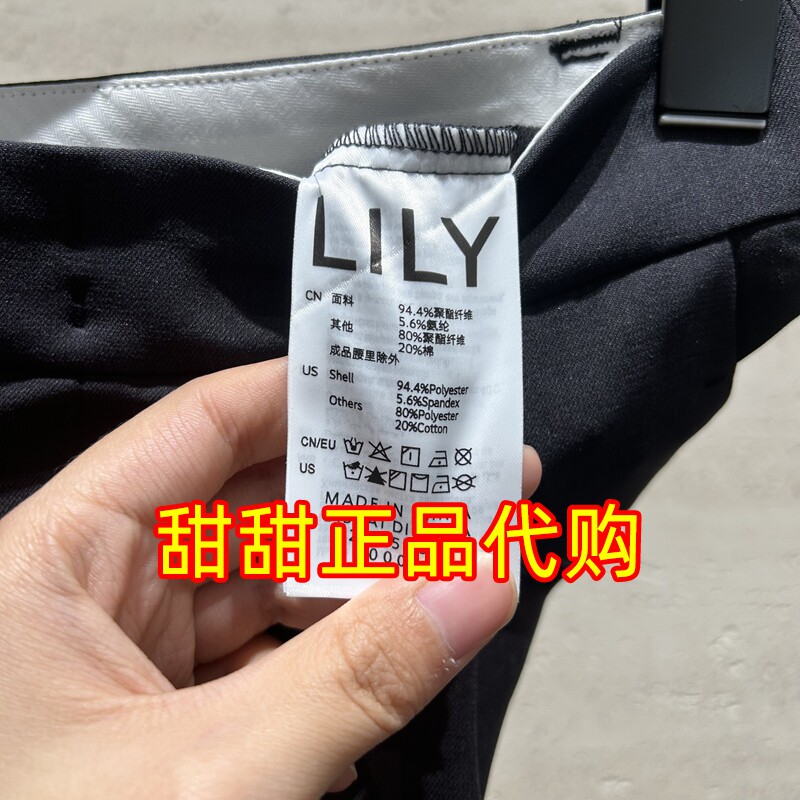 LILY
CN 面料 94.4%聚酯纤维
5.6%氨纶
其他 80%聚酯纤维
20%棉
成品腰里除外
US Shell 94.4%Polyester
5.6%Spandex
Others 80%Polyester
20%Cotton
CN/EU
US
MADE IN
甜甜正品代购